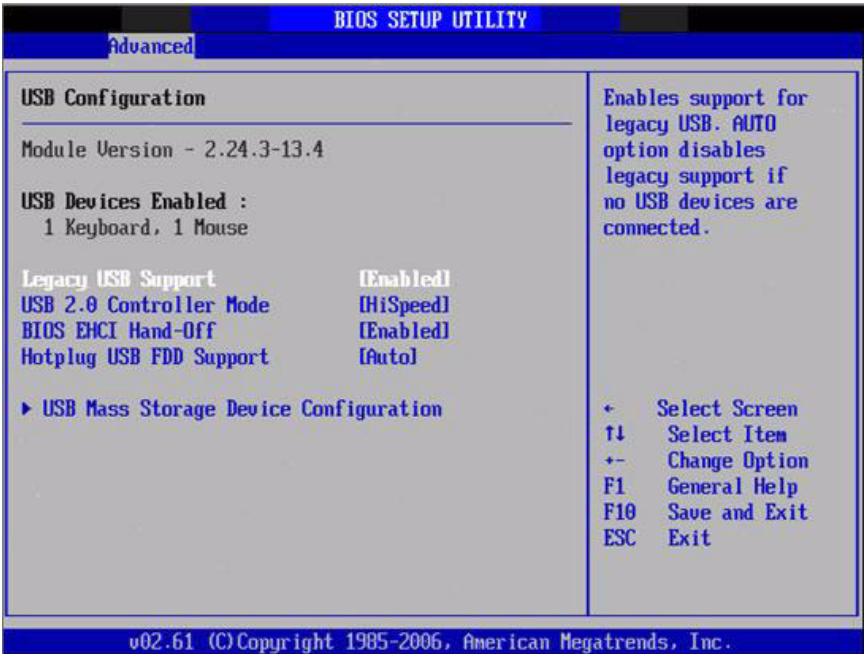 BIOS SETUP UTILITY
Advanced
USB Configuration
Module Version - 2.24.3-13.4
USB Devices Enabled :
1 Keyboard, 1 Mouse
Legacy USB Support [Enabled]
USB 2.0 Controller Mode [HiSpeed]
BIOS EHCI Hand-Off [Enabled]
Hotplug USB FDD Support [Auto]
▶ USB Mass Storage Device Configuration
Enables support for
legacy USB. AUTO
option disables
legacy support if
no USB devices are
connected.
← Select Screen
↑↓ Select Item
+- Change Option
F1 General Help
F10 Save and Exit
ESC Exit
v02.61 (C)Copyright 1985-2006, American Megatrends, Inc.